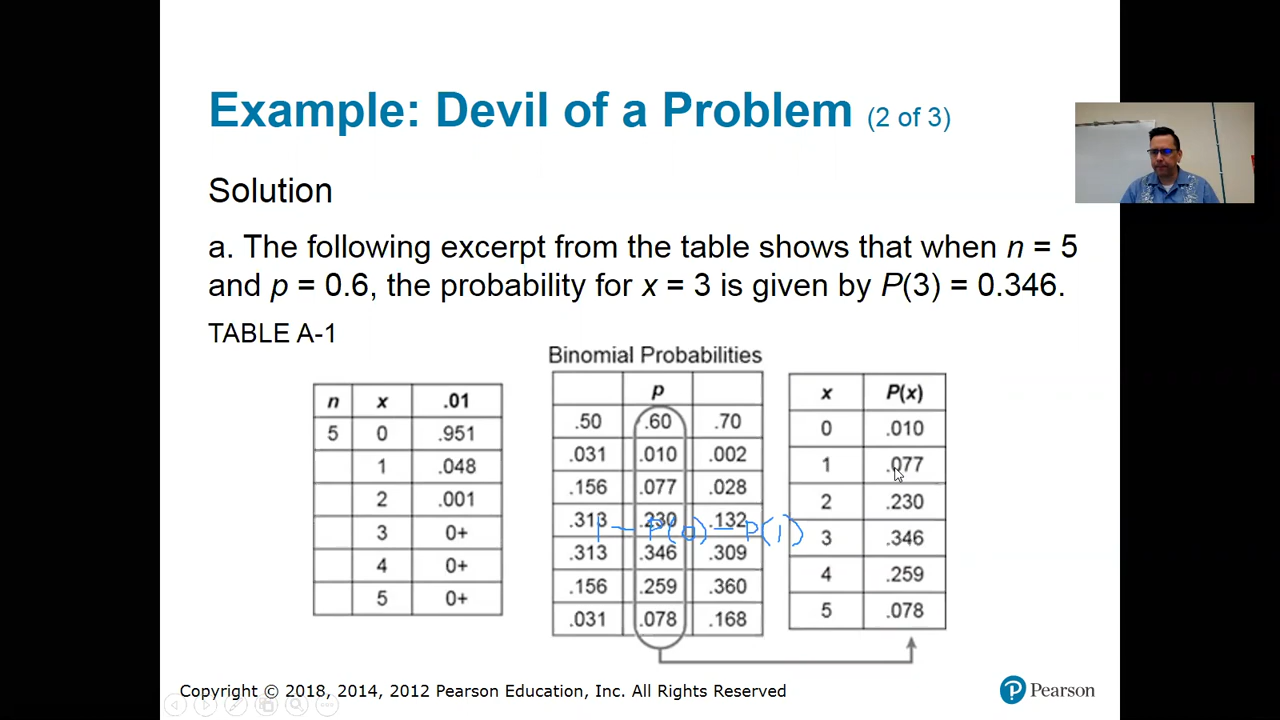 Example: Devil of a Problem (2 of 3)
Solution
a. The following excerpt from the table shows that when n = 5
and p = 0.6, the probability for x = 3 is given by P(3) = 0.346.
TABLE A-1
n x .01
5 0 .951
1 .048
2 .001
3 0+
4 0+
5 0+
Binomial Probabilities
p
.50 .60 .70
.031 .010 .002
.156 .077 .028
.313 .230 .132
.313 .346 .309
.156 .259 .360
.031 .078 .168
1 - P(0) - P(1)
x P(x)
0 .010
1 .077
2 .230
3 .346
4 .259
5 .078
Copyright © 2018, 2014, 2012 Pearson Education, Inc. All Rights Reserved
P Pearson